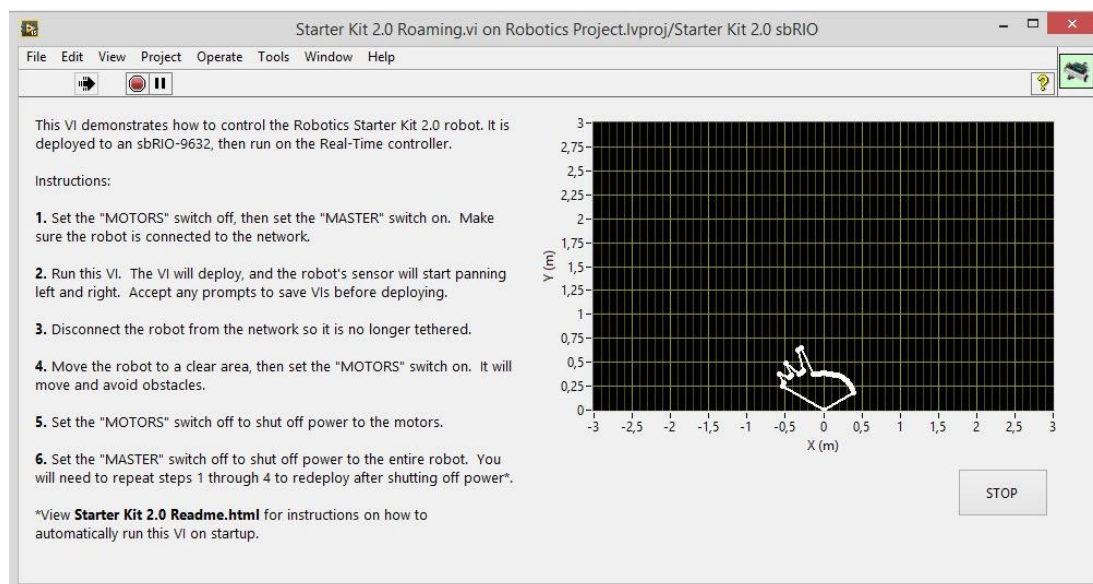 Starter Kit 2.0 Roaming.vi on Robotics Project.lvproj/Starter Kit 2.0 sbRIO
File Edit View Project Operate Tools Window Help
This VI demonstrates how to control the Robotics Starter Kit 2.0 robot. It is
deployed to an sbRIO-9632, then run on the Real-Time controller.
Instructions:
1. Set the "MOTORS" switch off, then set the "MASTER" switch on. Make
sure the robot is connected to the network.
2. Run this VI. The VI will deploy, and the robot's sensor will start panning
left and right. Accept any prompts to save VIs before deploying.
3. Disconnect the robot from the network so it is no longer tethered.
4. Move the robot to a clear area, then set the "MOTORS" switch on. It will
move and avoid obstacles.
5. Set the "MOTORS" switch off to shut off power to the motors.
6. Set the "MASTER" switch off to shut off power to the entire robot. You
will need to repeat steps 1 through 4 to redeploy after shutting off power*.
*View Starter Kit 2.0 Readme.html for instructions on how to
automatically run this VI on startup.
3
2,75
2,5
2,25
2
1,75
1,5
1,25
1
0,75
0,5
0,25
0
Y (m)
-3 -2,5 -2 -1,5 -1 -0,5 0 0,5 1 1,5 2 2,5 3
X (m)
STOP